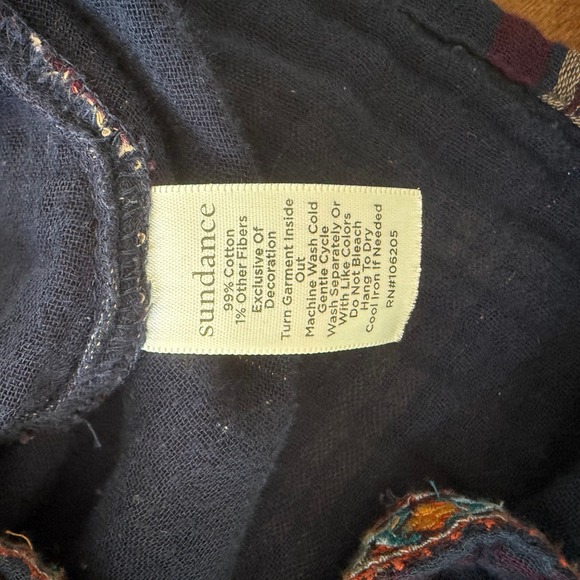 sundance
99% Cotton
1% Other Fibers
Exclusive Of
Decoration
Turn Garment Inside
Out
Machine Wash Cold
Gentle Cycle
Wash Separately Or
With Like Colors
Do Not Bleach
Hang To Dry
Cool Iron If Needed
RN#106205